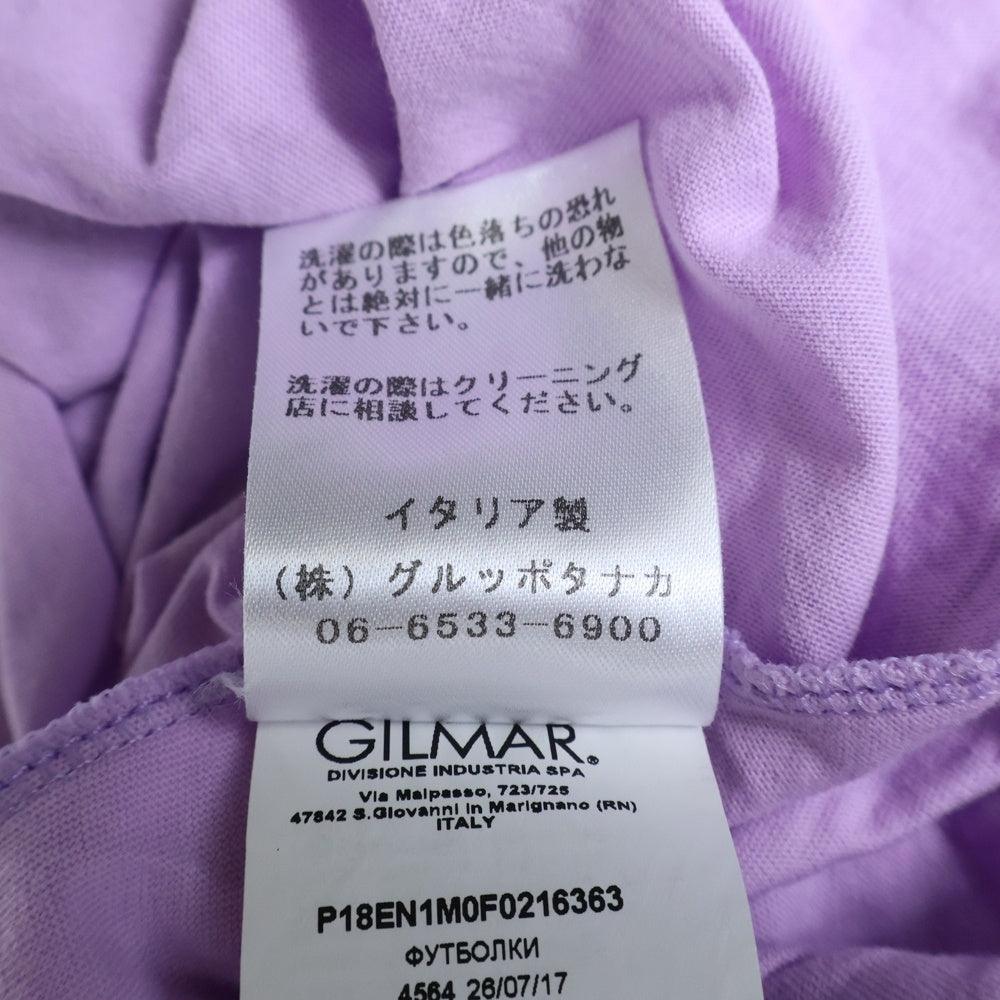 洗濯の際は色落ちの恐れ
がありますので、他の物
とは絶対に一緒に洗わな
いで下さい。
洗濯の際はクリーニング
店に相談してください。
イタリア製
(株)グルッポタナカ
06-6533-6900
GILMAR®
DIVISIONE INDUSTRIA SPA
Via Malpasso, 723/725
47842 S.Giovanni in Marignano (RN)
ITALY
P18EN1M0F0216363
ФУТБОЛКИ
4564 26/07/17